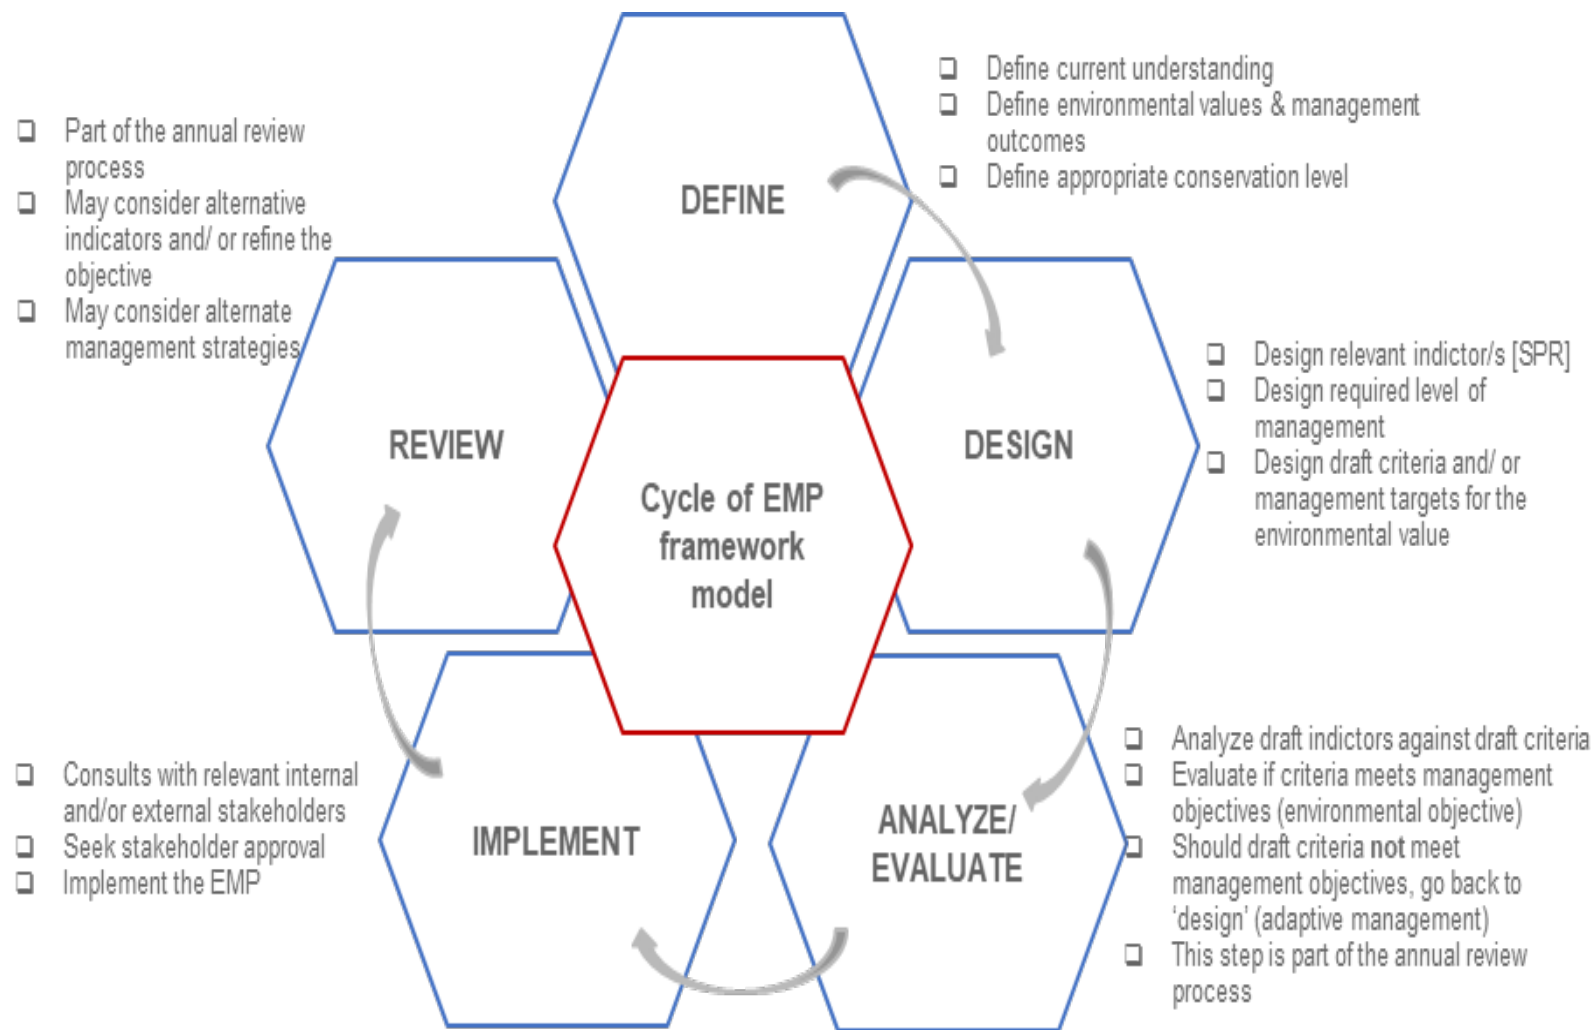 DEFINE
❑ Define current understanding
❑ Define environmental values & management
outcomes
❑ Define appropriate conservation level
DESIGN
❑ Design relevant indictor/s [SPR]
❑ Design required level of
management
❑ Design draft criteria and/ or
management targets for the
environmental value
ANALYZE/
EVALUATE
❑ Analyze draft indictors against draft criteria
❑ Evaluate if criteria meets management
objectives (environmental objective)
❑ Should draft criteria not meet
management objectives, go back to
‘design’ (adaptive management)
❑ This step is part of the annual review
process
IMPLEMENT
❑ Consults with relevant internal
and/or external stakeholders
❑ Seek stakeholder approval
❑ Implement the EMP
REVIEW
❑ Part of the annual review
process
❑ May consider alternative
indicators and/ or refine the
objective
❑ May consider alternate
management strategies
Cycle of EMP
framework
model